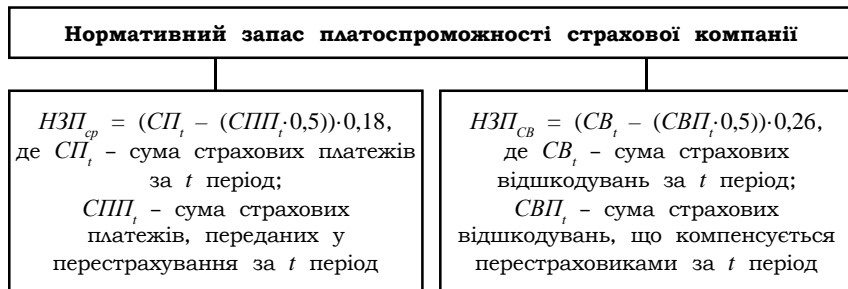 Нормативний запас платоспроможності страхової компанії
НЗП_ср = (СП_t – (СПП_t·0,5))·0,18,
де СП_t – сума страхових платежів
за t період;
СПП_t – сума страхових
платежів, переданих у
перестрахування за t період
НЗП_СВ = (СВ_t – (СВП_t·0,5))·0,26,
де СВ_t – сума страхових
відшкодувань за t період;
СВП_t – сума страхових
відшкодувань, що компенсується
перестраховиками за t період